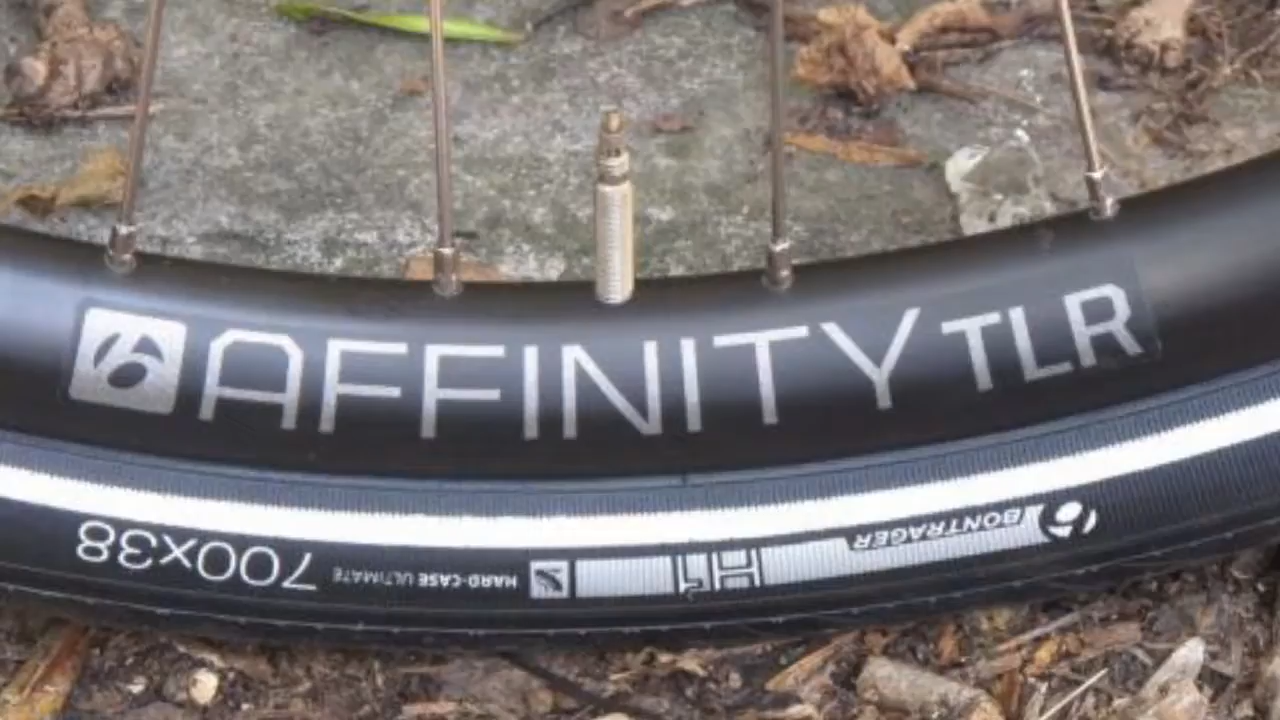 AFFINITY TLR
BONTRAGER H1 HARD-CASE ULTIMATE 700x38